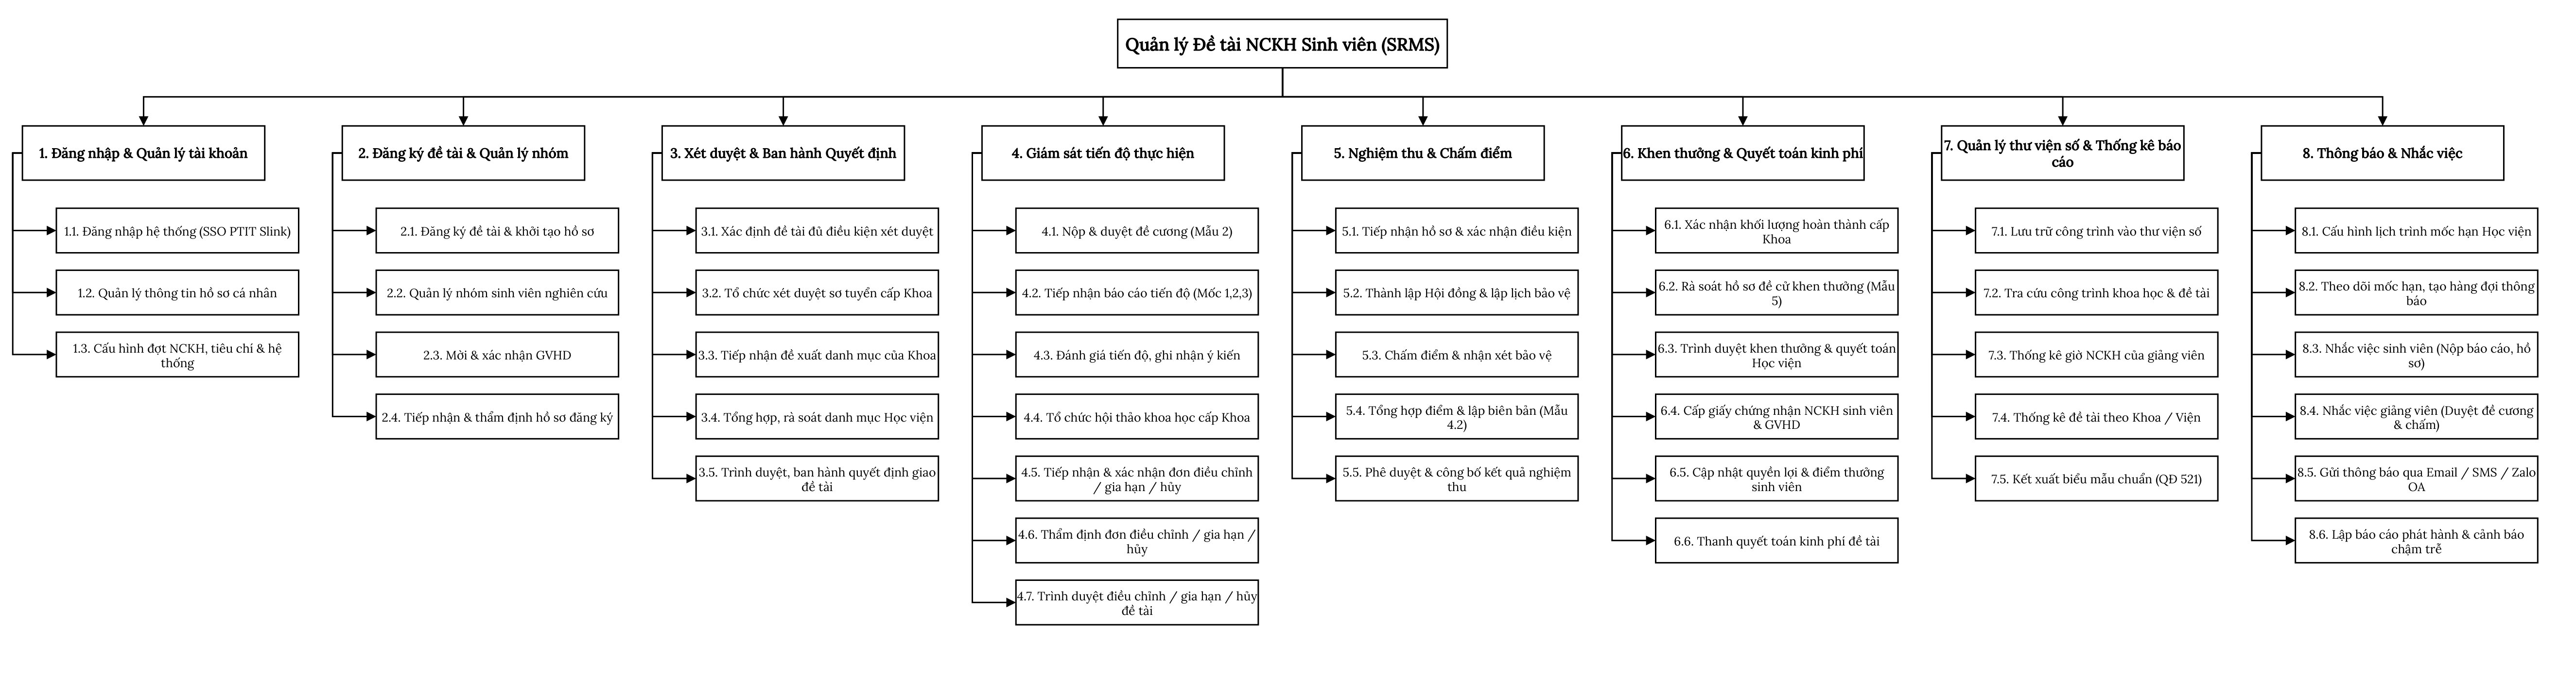 Quản lý Đề tài NCKH Sinh viên (SRMS)
1. Đăng nhập & Quản lý tài khoản
1.1. Đăng nhập hệ thống (SSO PTIT Slink)
1.2. Quản lý thông tin hồ sơ cá nhân
1.3. Cấu hình đợt NCKH, tiêu chí & hệ
thống
2. Đăng ký đề tài & Quản lý nhóm
2.1. Đăng ký đề tài & khởi tạo hồ sơ
2.2. Quản lý nhóm sinh viên nghiên cứu
2.3. Mời & xác nhận GVHD
2.4. Tiếp nhận & thẩm định hồ sơ đăng ký
3. Xét duyệt & Ban hành Quyết định
3.1. Xác định đề tài đủ điều kiện xét duyệt
3.2. Tổ chức xét duyệt sơ tuyển cấp Khoa
3.3. Tiếp nhận đề xuất danh mục của Khoa
3.4. Tổng hợp, rà soát danh mục Học viện
3.5. Trình duyệt, ban hành quyết định giao
đề tài
4. Giám sát tiến độ thực hiện
4.1. Nộp & duyệt đề cương (Mẫu 2)
4.2. Tiếp nhận báo cáo tiến độ (Mốc 1,2,3)
4.3. Đánh giá tiến độ, ghi nhận ý kiến
4.4. Tổ chức hội thảo khoa học cấp Khoa
4.5. Tiếp nhận & xác nhận đơn điều chỉnh
/ gia hạn / hủy
4.6. Thẩm định đơn điều chỉnh / gia hạn /
hủy
4.7. Trình duyệt điều chỉnh / gia hạn / hủy
đề tài
5. Nghiệm thu & Chấm điểm
5.1. Tiếp nhận hồ sơ & xác nhận điều kiện
5.2. Thành lập Hội đồng & lập lịch bảo vệ
5.3. Chấm điểm & nhận xét bảo vệ
5.4. Tổng hợp điểm & lập biên bản (Mẫu
4.2)
5.5. Phê duyệt & công bố kết quả nghiệm
thu
6. Khen thưởng & Quyết toán kinh phí
6.1. Xác nhận khối lượng hoàn thành cấp
Khoa
6.2. Rà soát hồ sơ đề cử khen thưởng (Mẫu
5)
6.3. Trình duyệt khen thưởng & quyết toán
Học viện
6.4. Cấp giấy chứng nhận NCKH sinh viên
& GVHD
6.5. Cập nhật quyền lợi & điểm thưởng
sinh viên
6.6. Thanh quyết toán kinh phí đề tài
7. Quản lý thư viện số & Thống kê báo
cáo
7.1. Lưu trữ công trình vào thư viện số
7.2. Tra cứu công trình khoa học & đề tài
7.3. Thống kê giờ NCKH của giảng viên
7.4. Thống kê đề tài theo Khoa / Viện
7.5. Kết xuất biểu mẫu chuẩn (QĐ 521)
8. Thông báo & Nhắc việc
8.1. Cấu hình lịch trình mốc hạn Học viện
8.2. Theo dõi mốc hạn, tạo hàng đợi thông
báo
8.3. Nhắc việc sinh viên (Nộp báo cáo, hồ
sơ)
8.4. Nhắc việc giảng viên (Duyệt đề cương
& chấm)
8.5. Gửi thông báo qua Email / SMS / Zalo
OA
8.6. Lập báo cáo phát hành & cảnh báo
chậm trễ